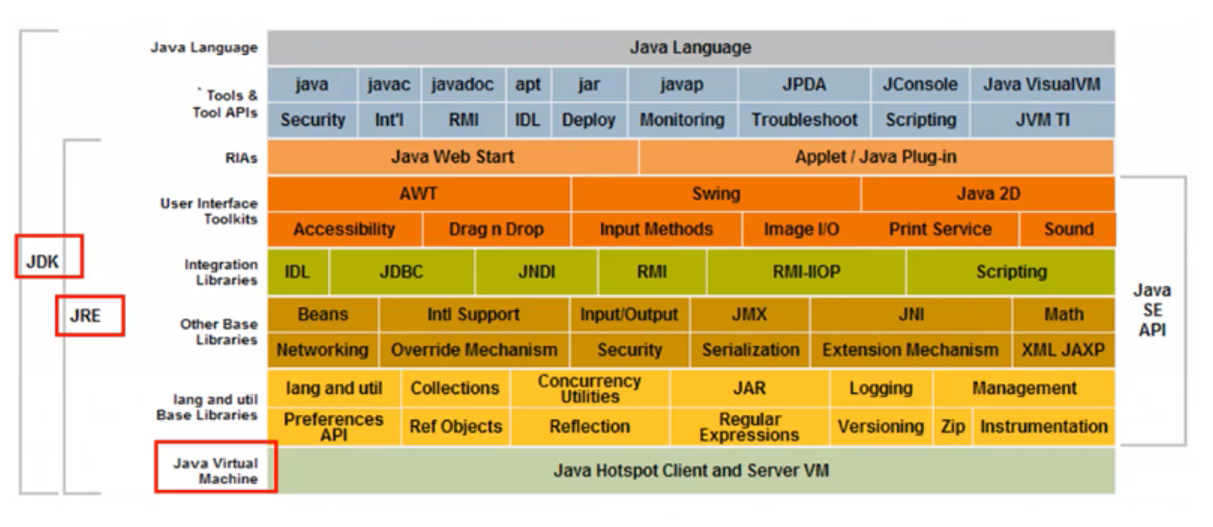 Java Language
Java Language
` Tools &
Tool APIs
java javac javadoc apt jar javap JPDA JConsole Java VisualVM
Security Int'l RMI IDL Deploy Monitoring Troubleshoot Scripting JVM TI
RIAs
Java Web Start Applet / Java Plug-in
User Interface
Toolkits
AWT Swing Java 2D
Accessibility Drag n Drop Input Methods Image I/O Print Service Sound
JDK
Integration
Libraries
IDL JDBC JNDI RMI RMI-IIOP Scripting
JRE
Other Base
Libraries
Beans Intl Support Input/Output JMX JNI Math
Networking Override Mechanism Security Serialization Extension Mechanism XML JAXP
Java
SE
API
lang and util
Base Libraries
lang and util Collections Concurrency
Utilities JAR Logging Management
Preferences
API Ref Objects Reflection Regular
Expressions Versioning Zip Instrumentation
Java Virtual
Machine
Java Hotspot Client and Server VM